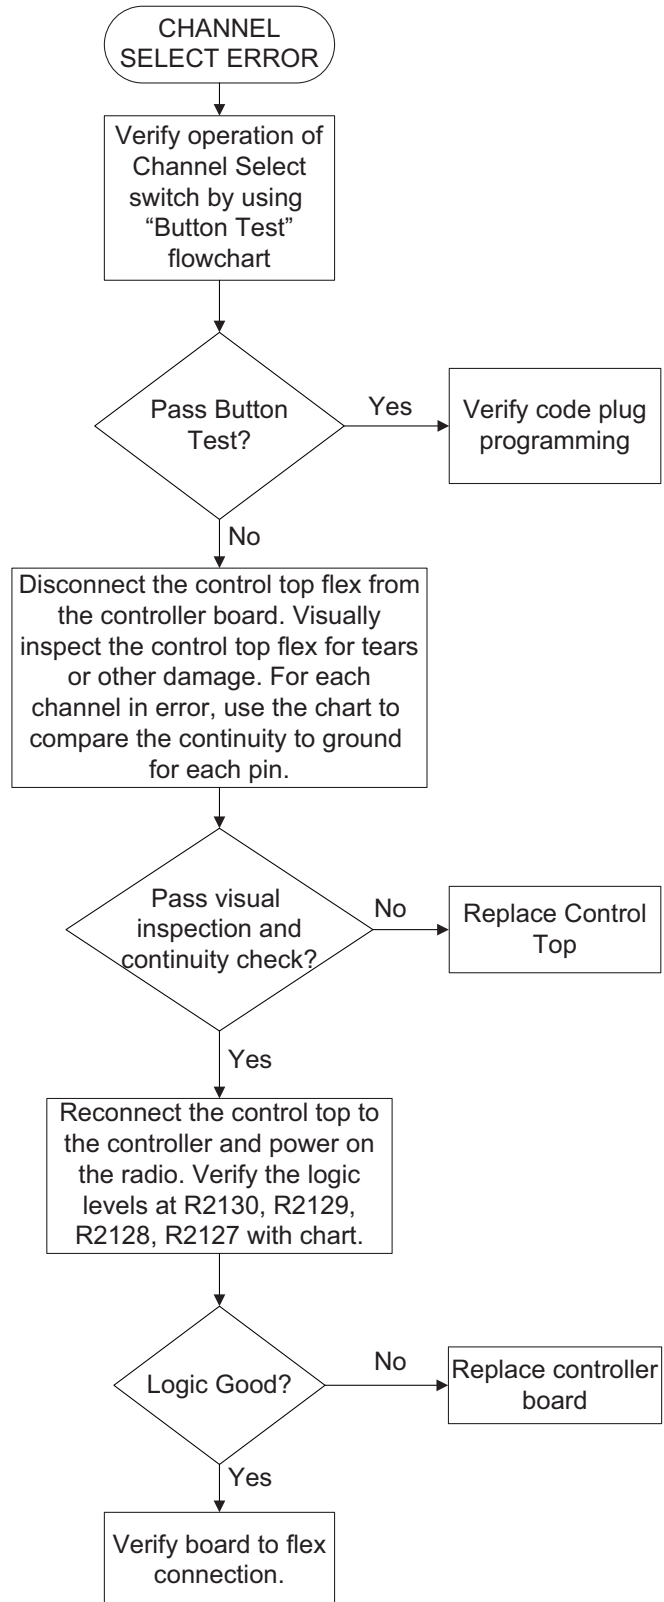 CHANNEL
SELECT ERROR
Verify operation of
Channel Select
switch by using
“Button Test”
flowchart
Pass Button
Test?
Yes
Verify code plug
programming
No
Disconnect the control top flex from
the controller board. Visually
inspect the control top flex for tears
or other damage. For each
channel in error, use the chart to
compare the continuity to ground
for each pin.
Pass visual
inspection and
continuity check?
No
Replace Control
Top
Yes
Reconnect the control top to
the controller and power on
the radio. Verify the logic
levels at R2130, R2129,
R2128, R2127 with chart.
Logic Good?
No
Replace controller
board
Yes
Verify board to flex
connection.